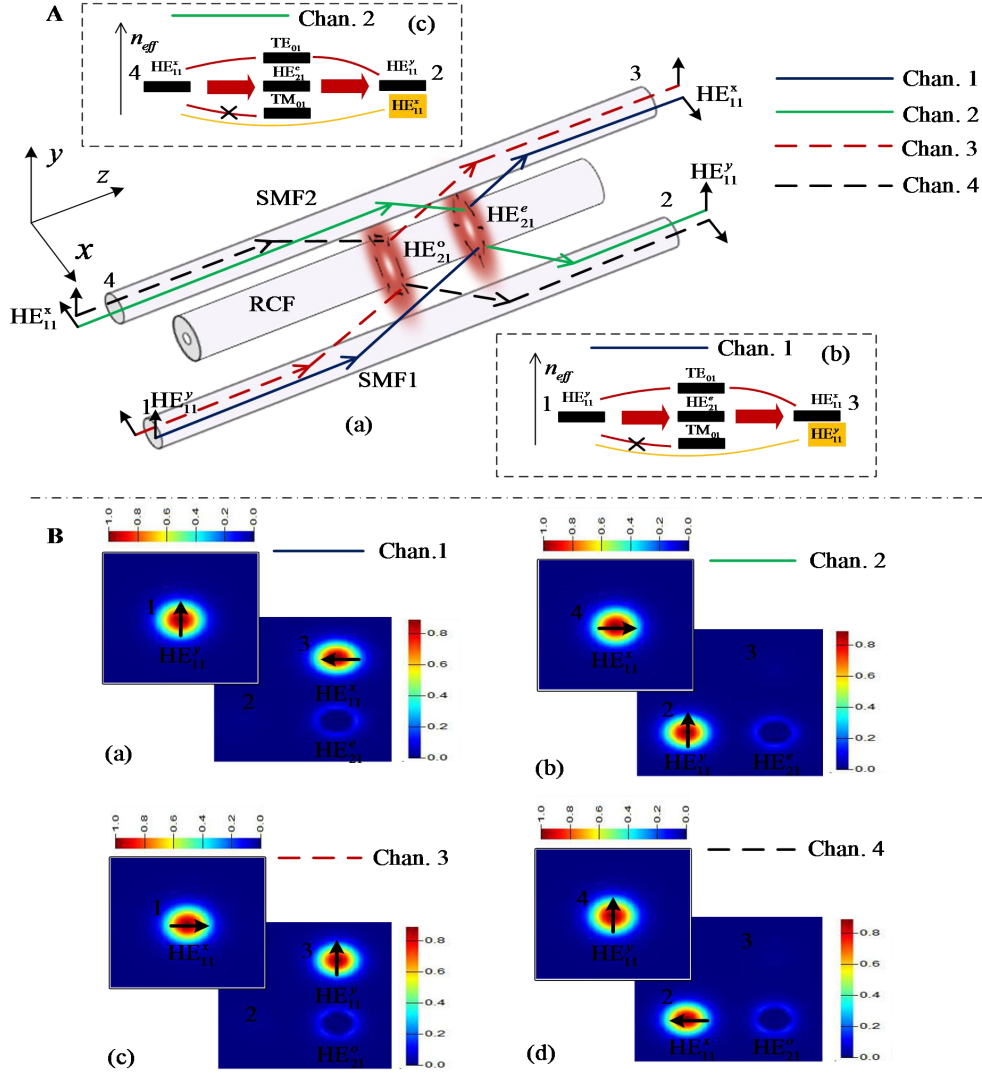 A
Chan. 2
(c)
n_eff
4
HE₁₁ˣ
TE₀₁
HE₂₁ᵉ
TM₀₁
HE₁₁ʸ
2
HE₁₁ˣ
3
HE₁₁ˣ
Chan. 1
Chan. 2
Chan. 3
Chan. 4
y
z
x
SMF2
HE₂₁ᵉ
HE₂₁ᵒ
HE₁₁ʸ
2
4
HE₁₁ˣ
RCF
SMF1
1
HE₁₁ʸ
(a)
Chan. 1
(b)
n_eff
1
HE₁₁ʸ
TE₀₁
HE₂₁ᵉ
TM₀₁
HE₁₁ˣ
3
HE₁₁ʸ
B
1.0 0.8 0.6 0.4 0.2 0.0
Chan.1
1
HE₁₁ʸ
3
HE₁₁ˣ
2
HE₂₁ᵉ
0.8
0.6
0.4
0.2
0.0
(a)
1.0 0.8 0.6 0.4 0.2 0.0
Chan. 2
4
HE₁₁ˣ
3
2
HE₁₁ʸ
HE₂₁ᵉ
0.8
0.6
0.4
0.2
0.0
(b)
1.0 0.8 0.6 0.4 0.2 0.0
Chan. 3
1
HE₁₁ˣ
3
HE₁₁ʸ
2
HE₂₁ᵒ
0.8
0.6
0.4
0.2
0.0
(c)
1.0 0.8 0.6 0.4 0.2 0.0
Chan. 4
4
HE₁₁ʸ
3
2
HE₁₁ˣ
HE₂₁ᵒ
0.8
0.6
0.4
0.2
0.0
(d)